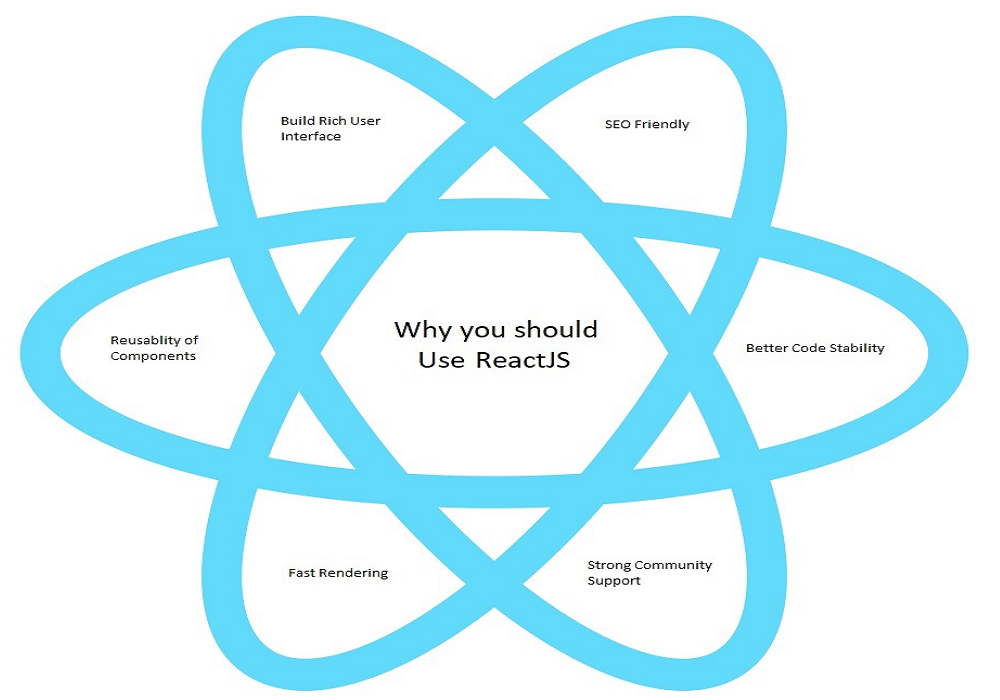 Build Rich User
Interface
SEO Friendly
Reusablity of
Components
Why you should
Use ReactJS
Better Code Stability
Fast Rendering
Strong Community
Support